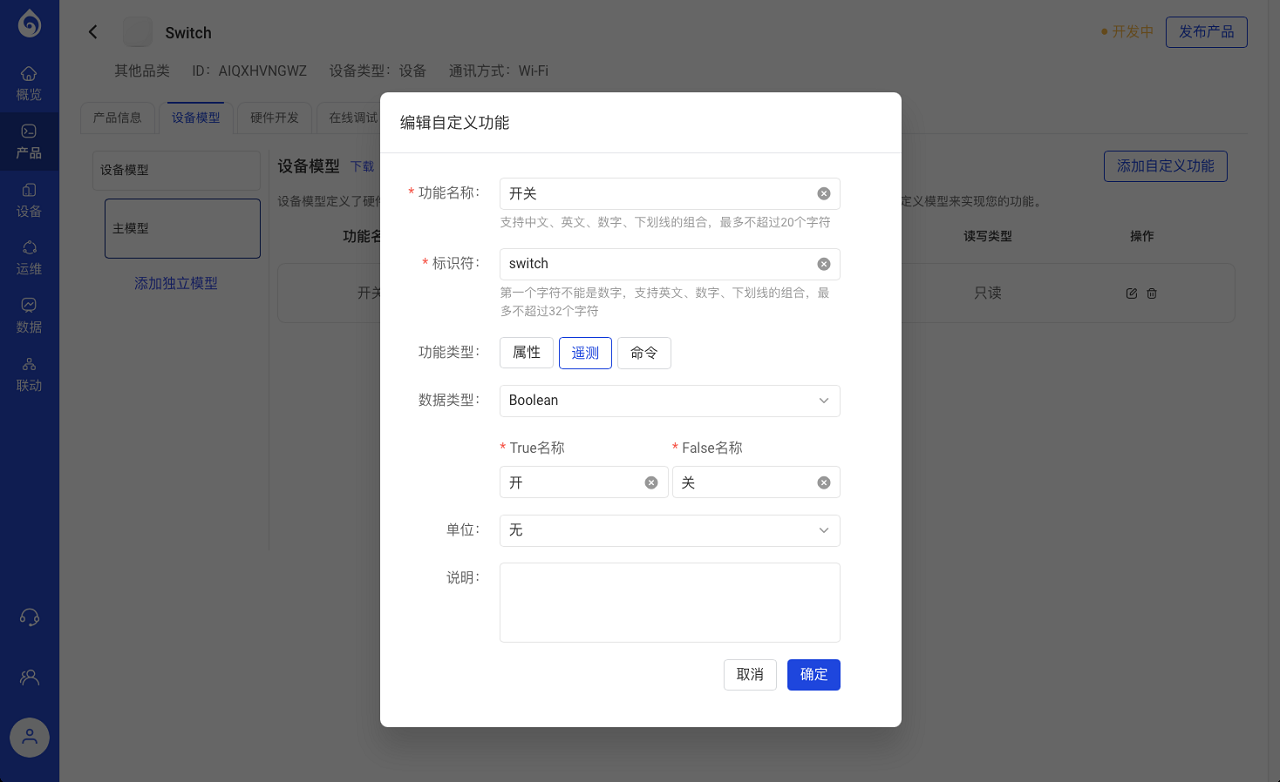 Switch
开发中
发布产品
其他品类 ID：AIQXHVNGWZ 设备类型：设备 通讯方式：Wi-Fi
概览
产品
设备
运维
数据
联动
产品信息
设备模型
硬件开发
在线调试
设备模型
主模型
添加独立模型
设备模型 下载
添加自定义功能
设备模型定义了硬件
定义模型来实现您的功能。
功能名
读写类型
操作
开关
只读
编辑自定义功能
* 功能名称：
开关
支持中文、英文、数字、下划线的组合，最多不超过20个字符
* 标识符：
switch
第一个字符不能是数字，支持英文、数字、下划线的组合，最
多不超过32个字符
功能类型：
属性
遥测
命令
数据类型：
Boolean
* True名称
* False名称
开
关
单位：
无
说明：
取消
确定